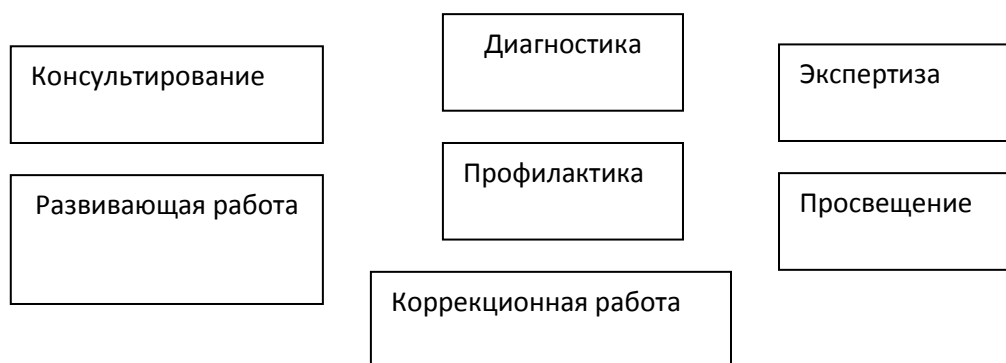 Диагностика
Консультирование
Экспертиза
Профилактика
Развивающая работа
Просвещение
Коррекционная работа